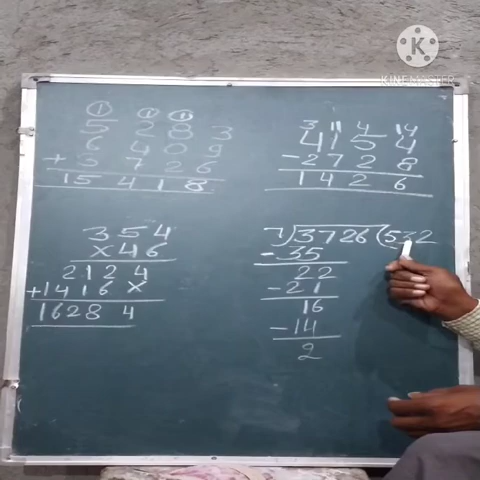 K
KINEMASTER
① ① ①
5 2 8 3
6 4 0 9
+ 3 7 2 6
15 4 1 8
3 11 4 14
4 1 5 4
- 2 7 2 8
1 4 2 6
3 5 4
× 4 6
2 1 2 4
+ 1 4 1 6 ×
1 6 2 8 4
7)3726(532
- 35
22
- 21
16
- 14
2